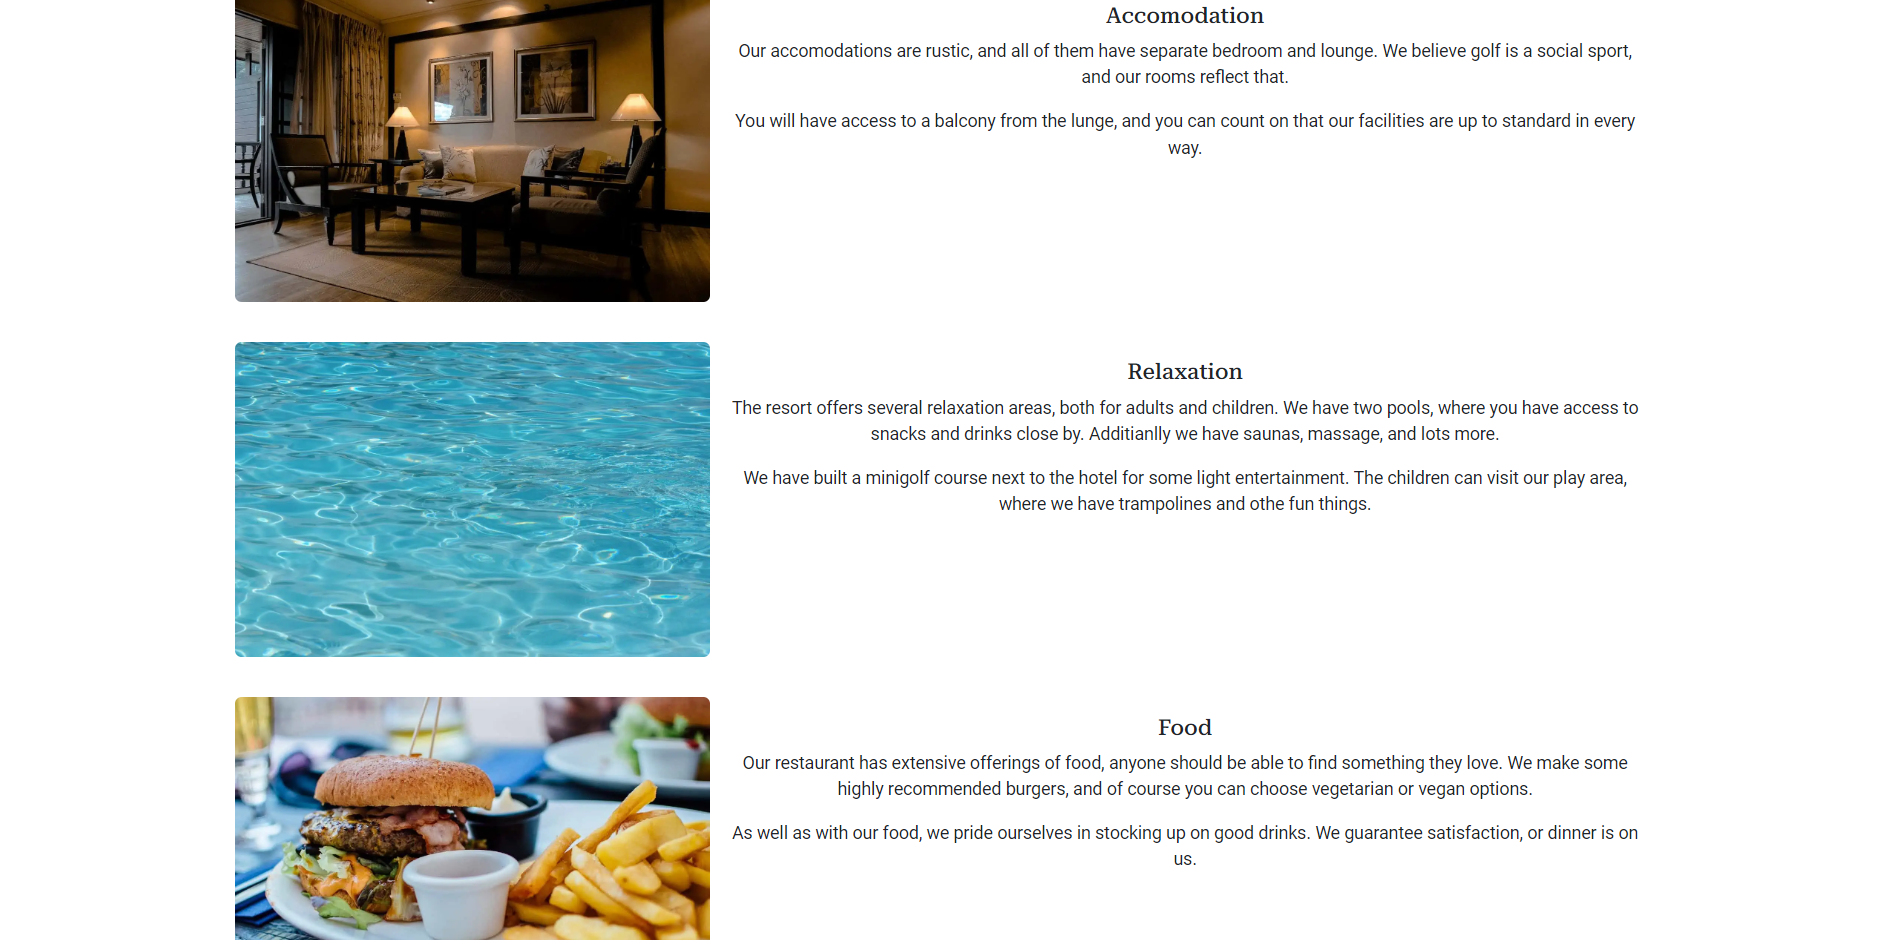 Accomodation
Our accomodations are rustic, and all of them have separate bedroom and lounge. We believe golf is a social sport,
and our rooms reflect that.
You will have access to a balcony from the lunge, and you can count on that our facilities are up to standard in every
way.
Relaxation
The resort offers several relaxation areas, both for adults and children. We have two pools, where you have access to
snacks and drinks close by. Additianlly we have saunas, massage, and lots more.
We have built a minigolf course next to the hotel for some light entertainment. The children can visit our play area,
where we have trampolines and othe fun things.
Food
Our restaurant has extensive offerings of food, anyone should be able to find something they love. We make some
highly recommended burgers, and of course you can choose vegetarian or vegan options.
As well as with our food, we pride ourselves in stocking up on good drinks. We guarantee satisfaction, or dinner is on
us.